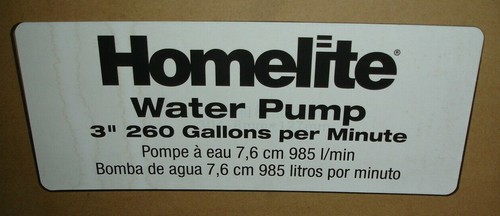 Homelite®
Water Pump
3" 260 Gallons per Minute
Pompe à eau 7,6 cm 985 l/min
Bomba de agua 7,6 cm 985 litros por minuto